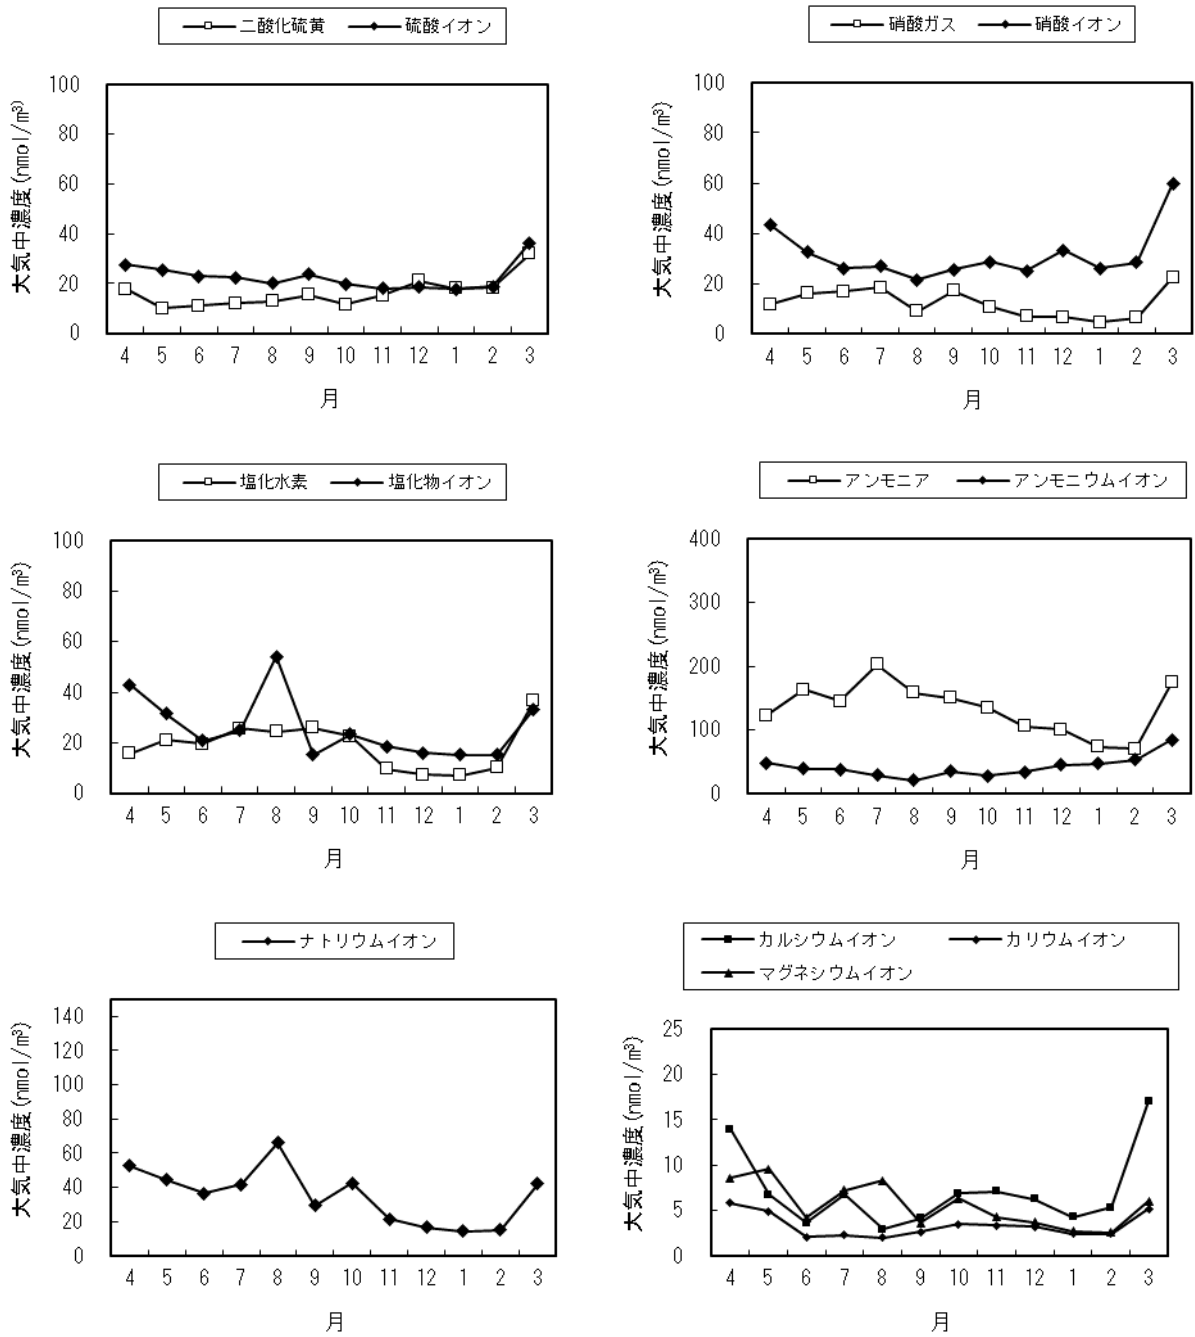 二酸化硫黄 硫酸イオン
大気中濃度(nmol/m³)
100
80
60
40
20
0
4 5 6 7 8 9 10 11 12 1 2 3
月
硝酸ガス 硝酸イオン
大気中濃度(nmol/m³)
100
80
60
40
20
0
4 5 6 7 8 9 10 11 12 1 2 3
月
塩化水素 塩化物イオン
大気中濃度(nmol/m³)
100
80
60
40
20
0
4 5 6 7 8 9 10 11 12 1 2 3
月
アンモニア アンモニウムイオン
大気中濃度(nmol/m³)
400
300
200
100
0
4 5 6 7 8 9 10 11 12 1 2 3
月
ナトリウムイオン
大気中濃度(nmol/m³)
140
120
100
80
60
40
20
0
4 5 6 7 8 9 10 11 12 1 2 3
月
カルシウムイオン カリウムイオン
マグネシウムイオン
大気中濃度(nmol/m³)
25
20
15
10
5
0
4 5 6 7 8 9 10 11 12 1 2 3
月